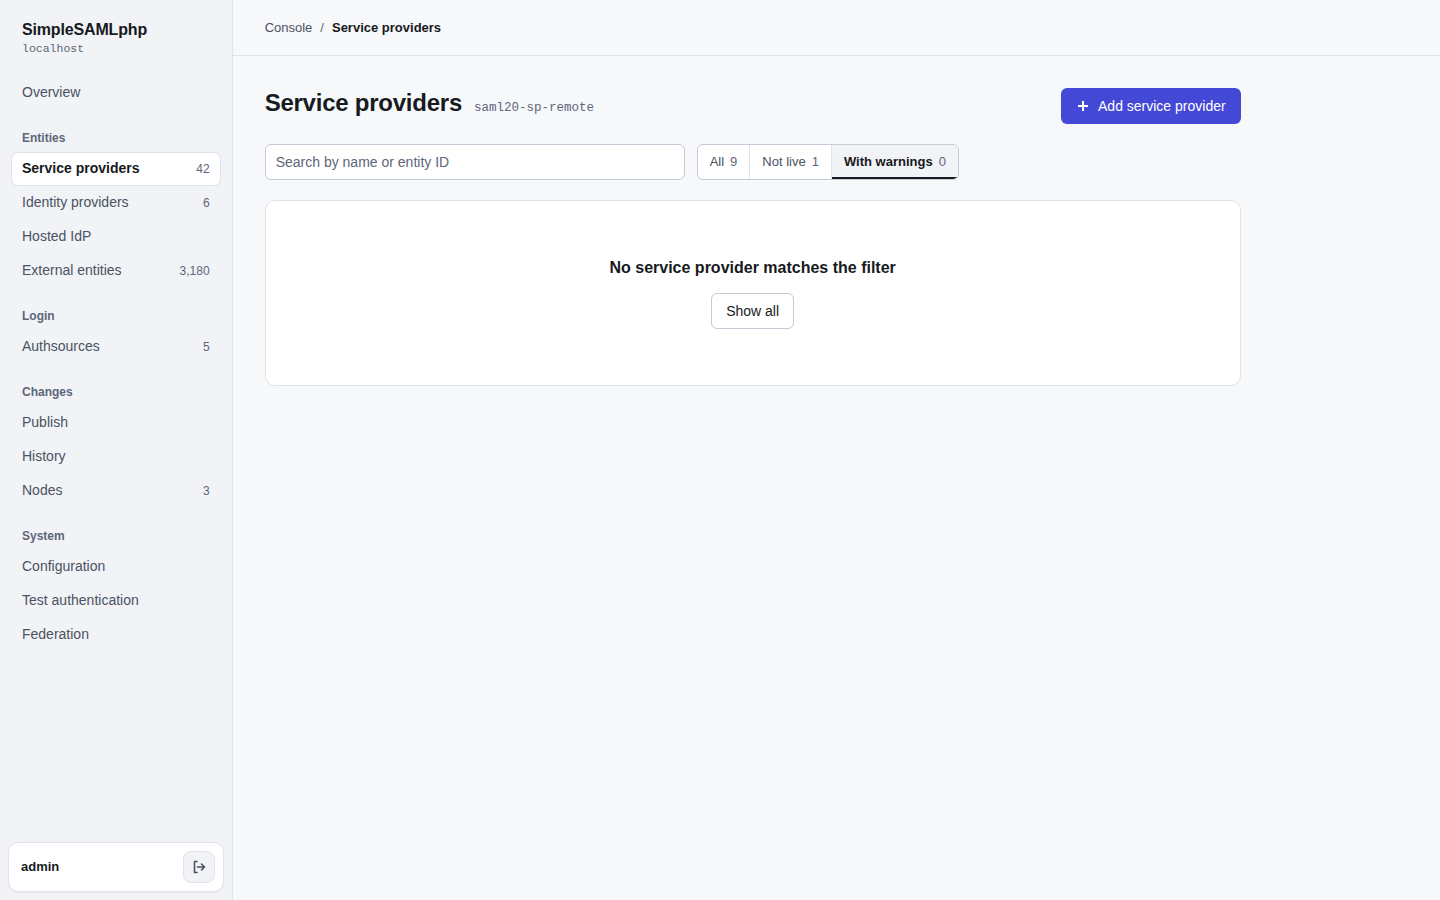 SimpleSAMLphp
localhost
Overview
Entities
Service providers 42
Identity providers 6
Hosted IdP
External entities 3,180
Login
Authsources 5
Changes
Publish
History
Nodes 3
System
Configuration
Test authentication
Federation
admin
Console / Service providers
Service providers saml20-sp-remote
Add service provider
Search by name or entity ID
All 9 Not live 1 With warnings 0
No service provider matches the filter
Show all